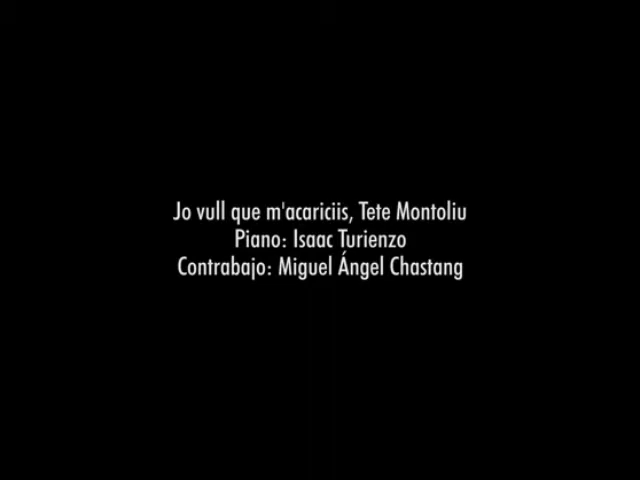 Jo vull que m'acariciis, Tete Montoliu
Piano: Isaac Turienzo
Contrabajo: Miguel Ángel Chastang